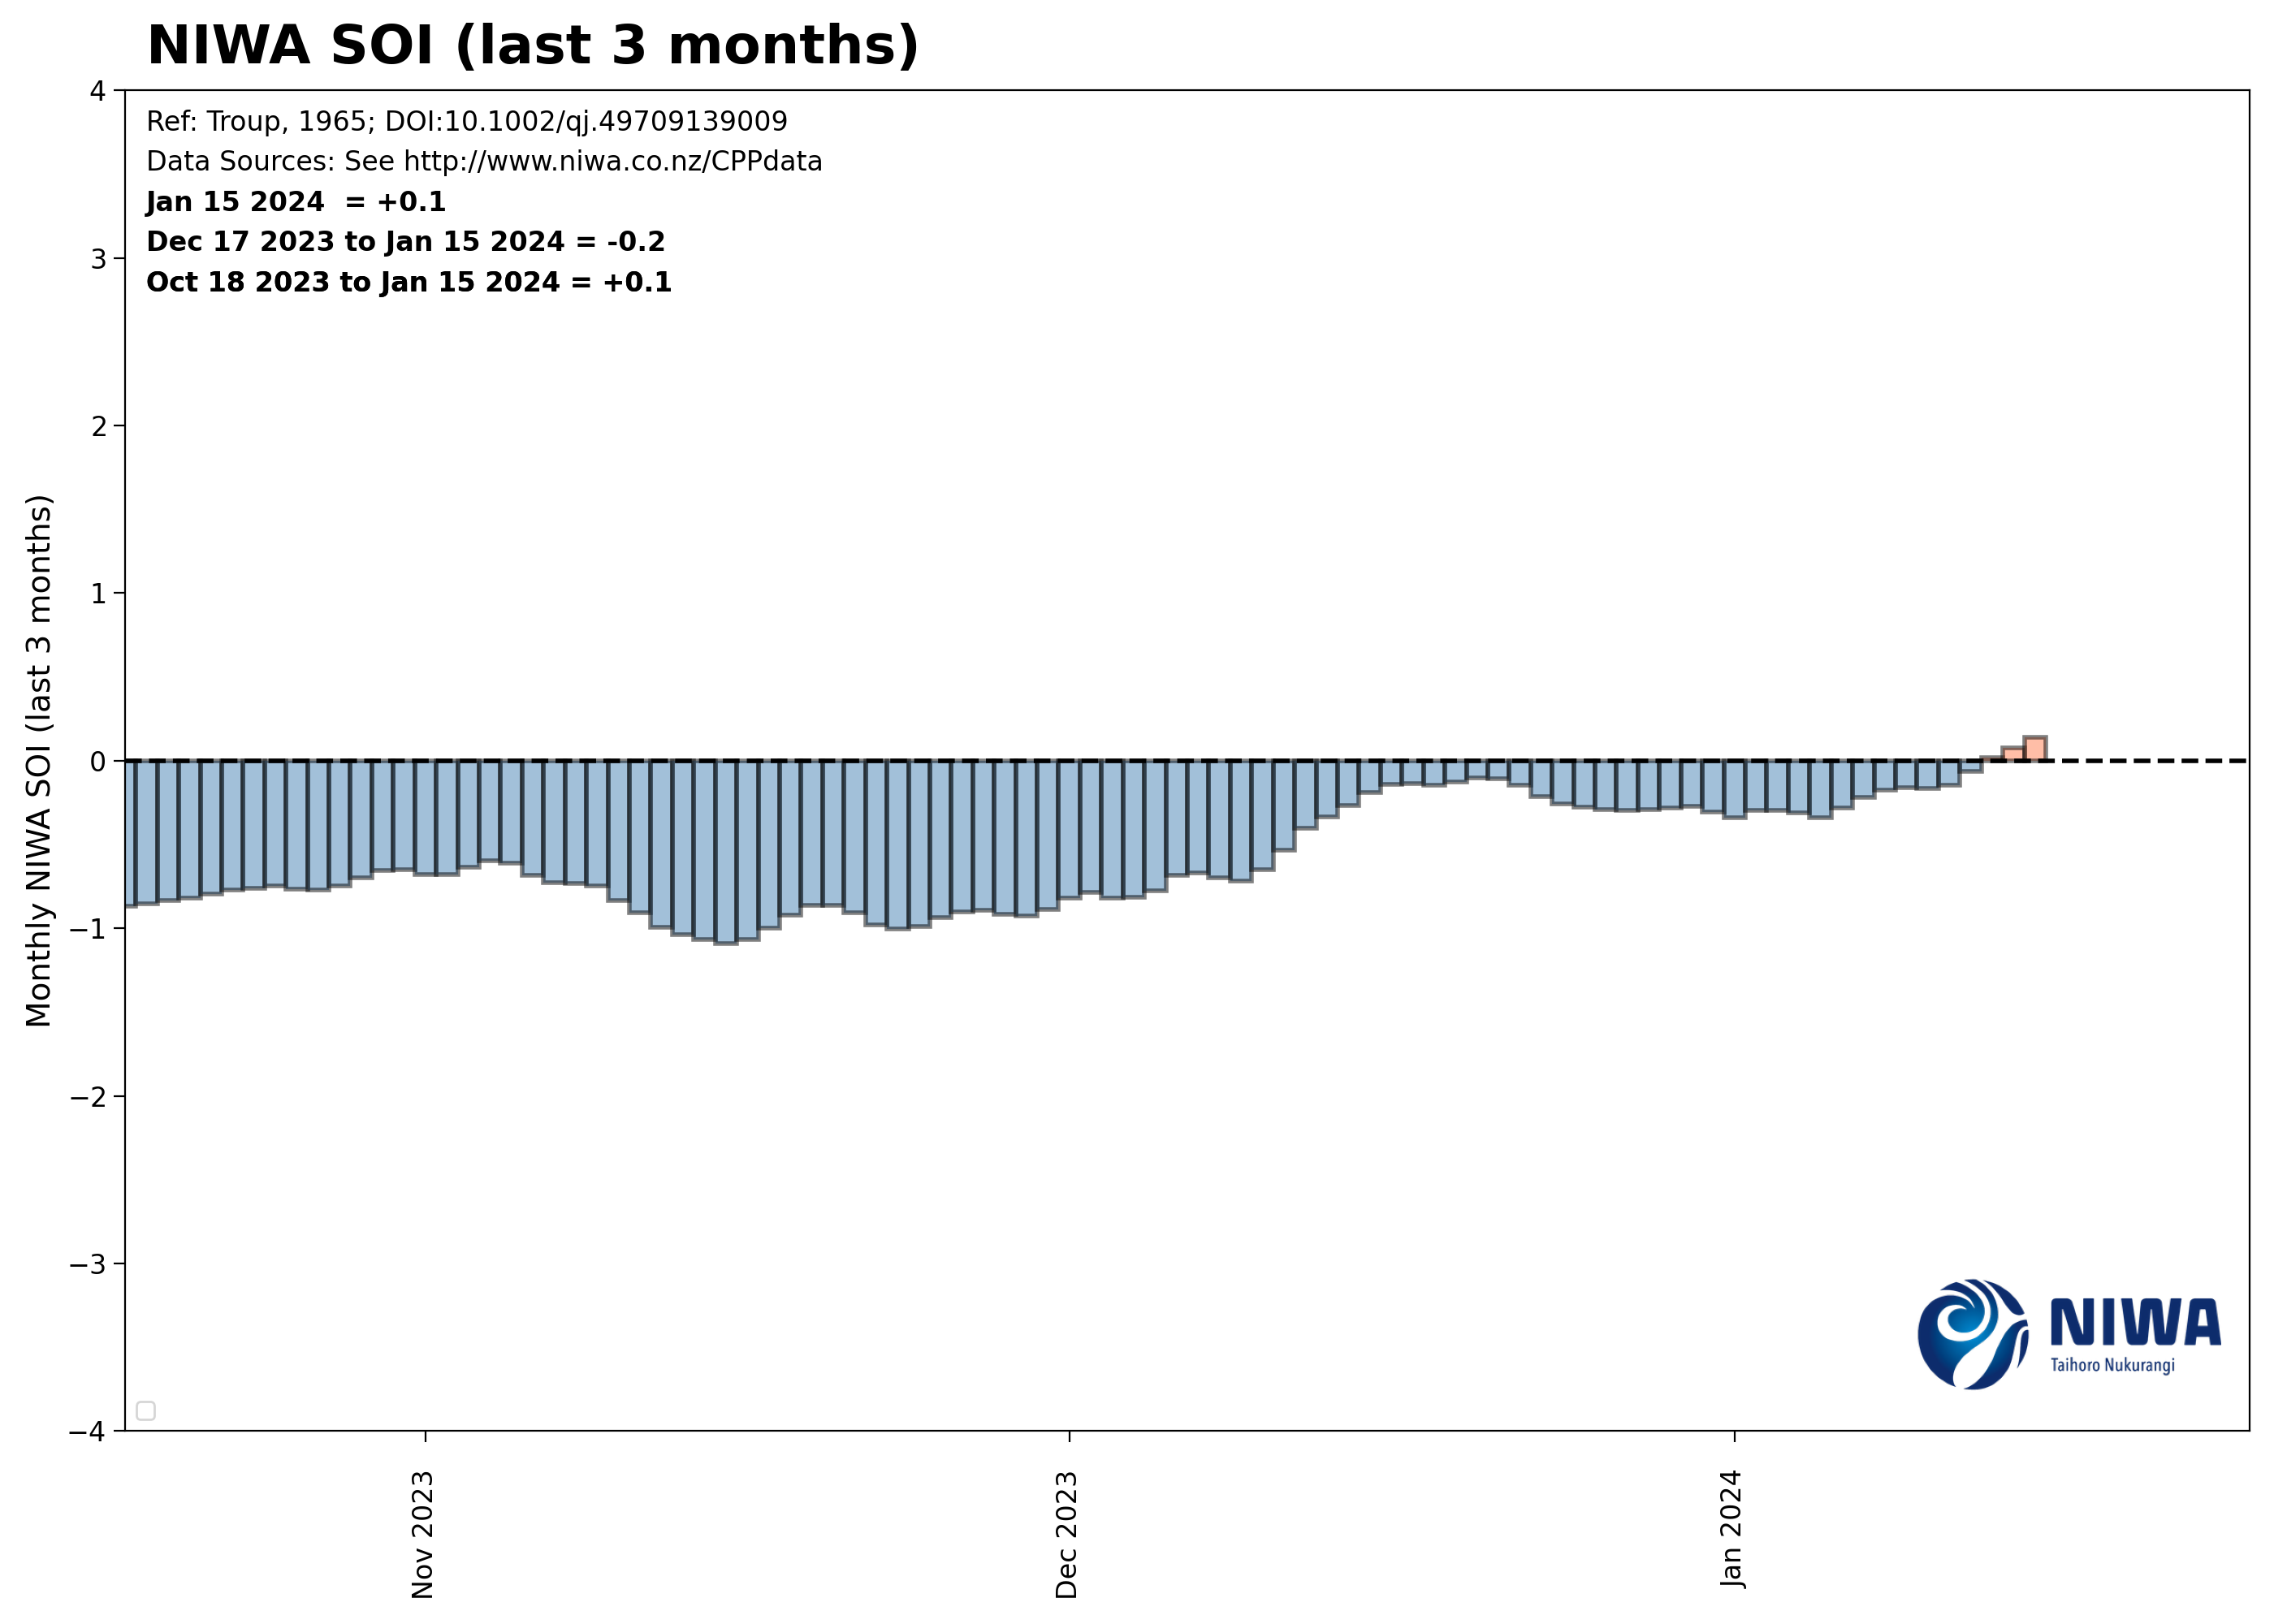 NIWA SOI (last 3 months)
Ref: Troup, 1965; DOI:10.1002/qj.49709139009
Data Sources: See http://www.niwa.co.nz/CPPdata
Jan 15 2024  = +0.1
Dec 17 2023 to Jan 15 2024 = -0.2
Oct 18 2023 to Jan 15 2024 = +0.1
Monthly NIWA SOI (last 3 months)
4
3
2
1
0
−1
−2
−3
−4
NIWA
Taihoro Nukurangi
Nov 2023
Dec 2023
Jan 2024